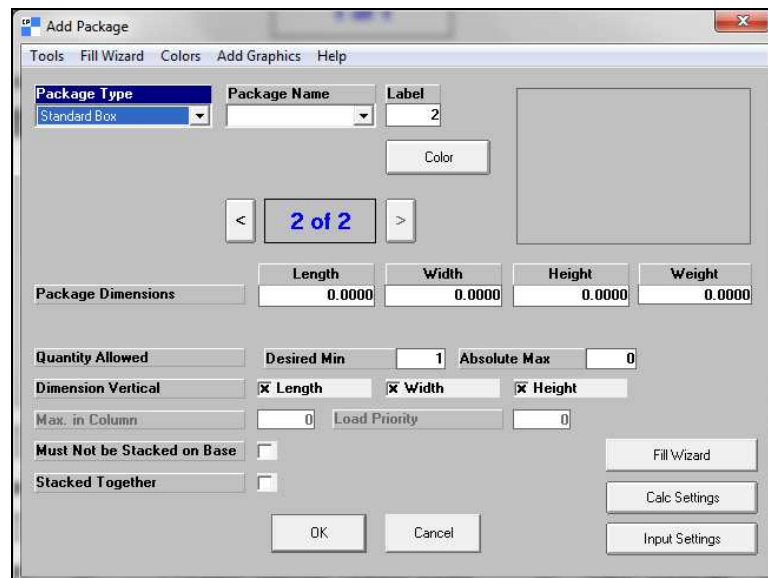 CP Add Package
Tools Fill Wizard Colors Add Graphics Help
Package Type Package Name Label
Standard Box 2
Color
< 2 of 2 >
Length Width Height Weight
Package Dimensions 0.0000 0.0000 0.0000 0.0000
Quantity Allowed Desired Min 1 Absolute Max 0
Dimension Vertical x Length x Width x Height
Max. in Column 0 Load Priority 0
Must Not be Stacked on Base
Fill Wizard
Stacked Together
Calc Settings
OK Cancel
Input Settings